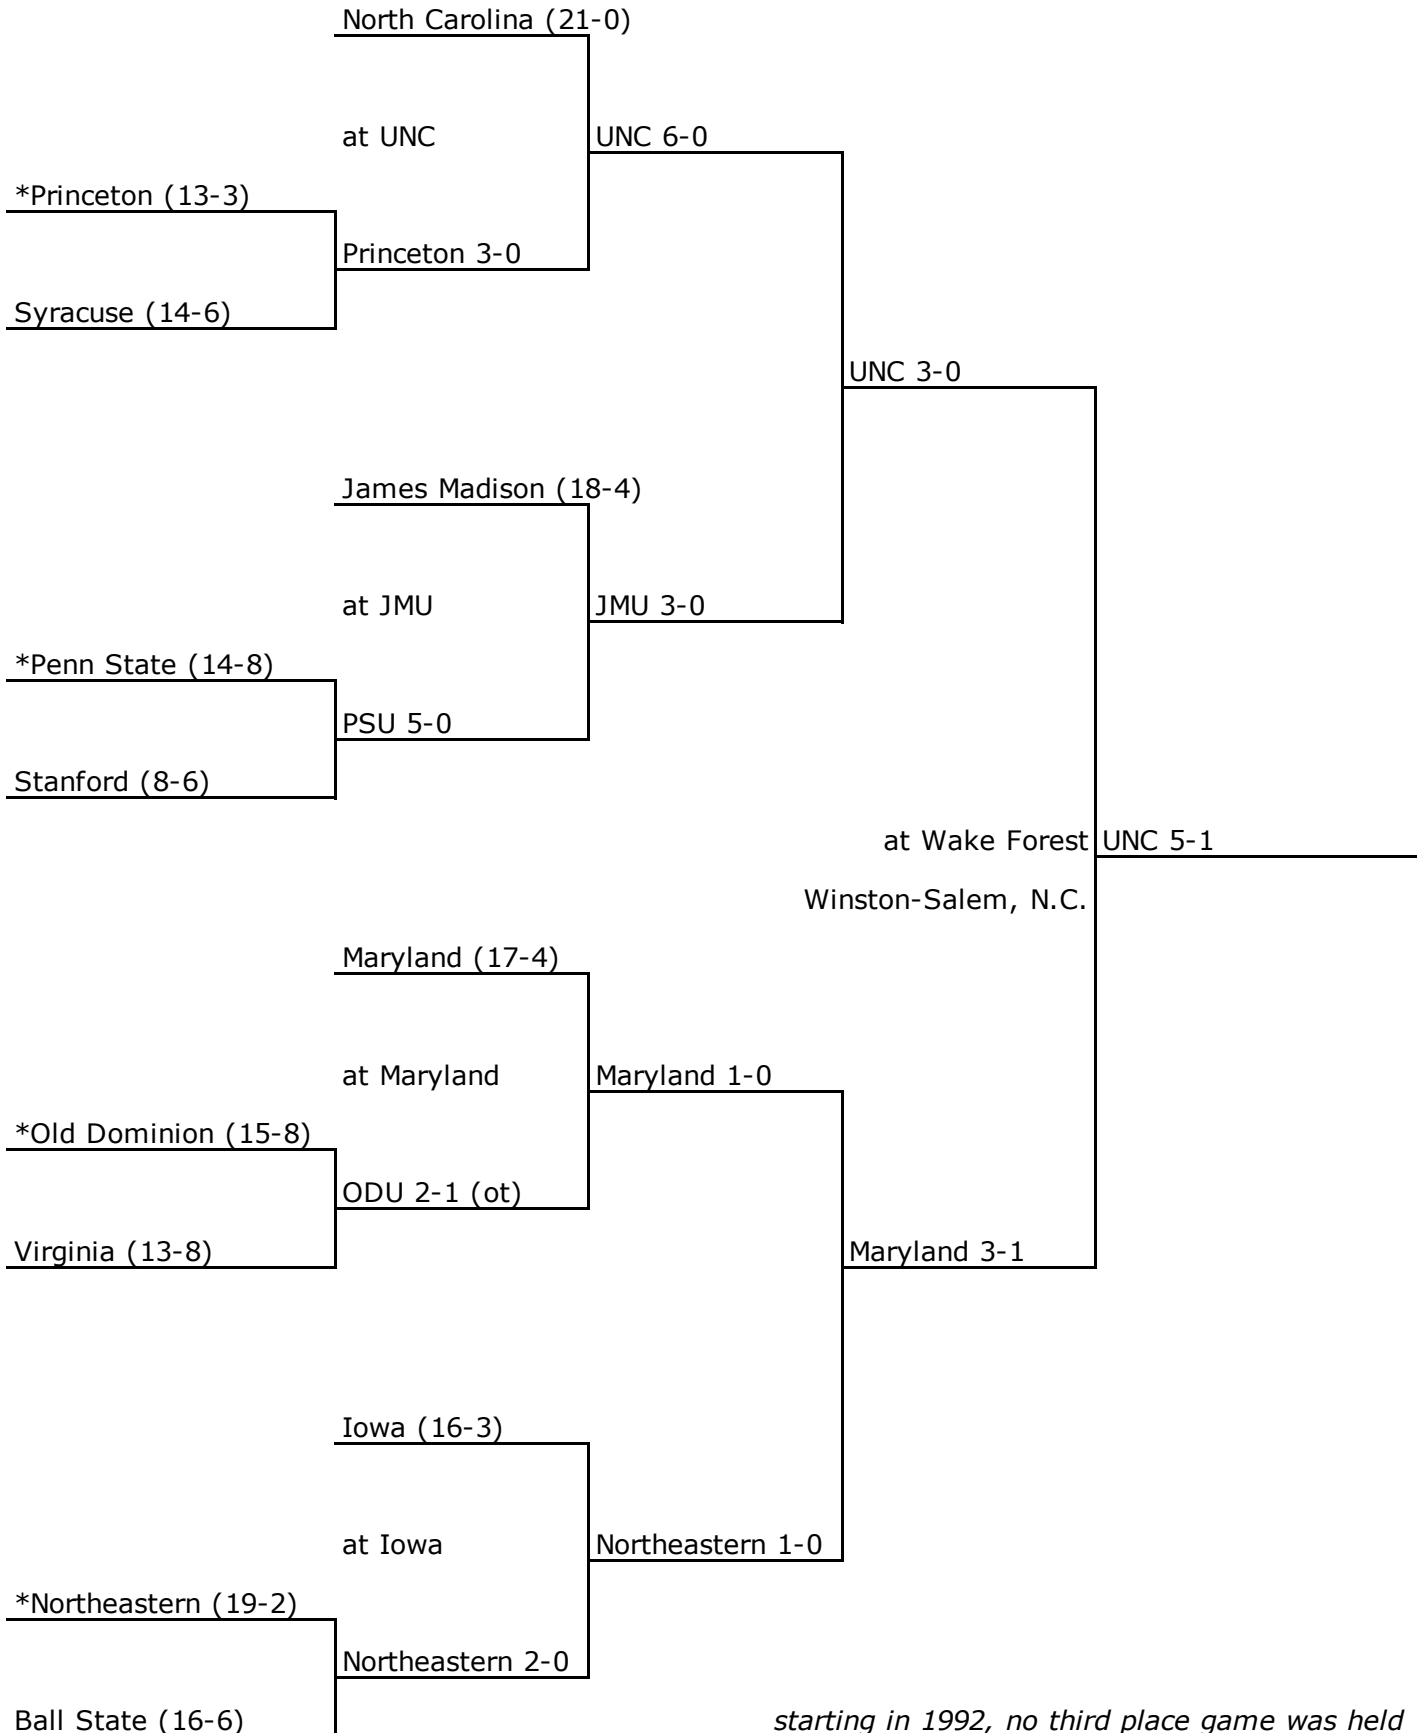 North Carolina (21-0)
at UNC
UNC 6-0
*Princeton (13-3)
Princeton 3-0
Syracuse (14-6)
UNC 3-0
James Madison (18-4)
at JMU
JMU 3-0
*Penn State (14-8)
PSU 5-0
Stanford (8-6)
at Wake Forest
UNC 5-1
Winston-Salem, N.C.
Maryland (17-4)
at Maryland
Maryland 1-0
*Old Dominion (15-8)
ODU 2-1 (ot)
Virginia (13-8)
Maryland 3-1
Iowa (16-3)
at Iowa
Northeastern 1-0
*Northeastern (19-2)
Northeastern 2-0
Ball State (16-6)
starting in 1992, no third place game was held